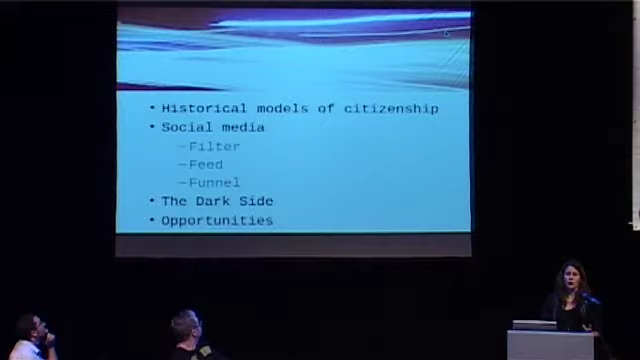 • Historical models of citizenship
• Social media
–Filter
–Feed
–Funnel
• The Dark Side
• Opportunities